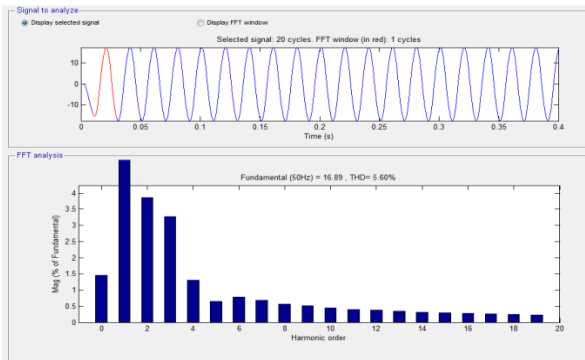 Signal to analyze
Display selected signal Display FFT window
Selected signal: 20 cycles. FFT window (in red): 1 cycles
10
0
-10
0 0.05 0.1 0.15 0.2 0.25 0.3 0.35 0.4
Time (s)
FFT analysis
Fundamental (50Hz) = 16.89 , THD= 5.60%
Mag (% of Fundamental)
4
3.5
3
2.5
2
1.5
1
0.5
0
0 2 4 6 8 10 12 14 16 18 20
Harmonic order